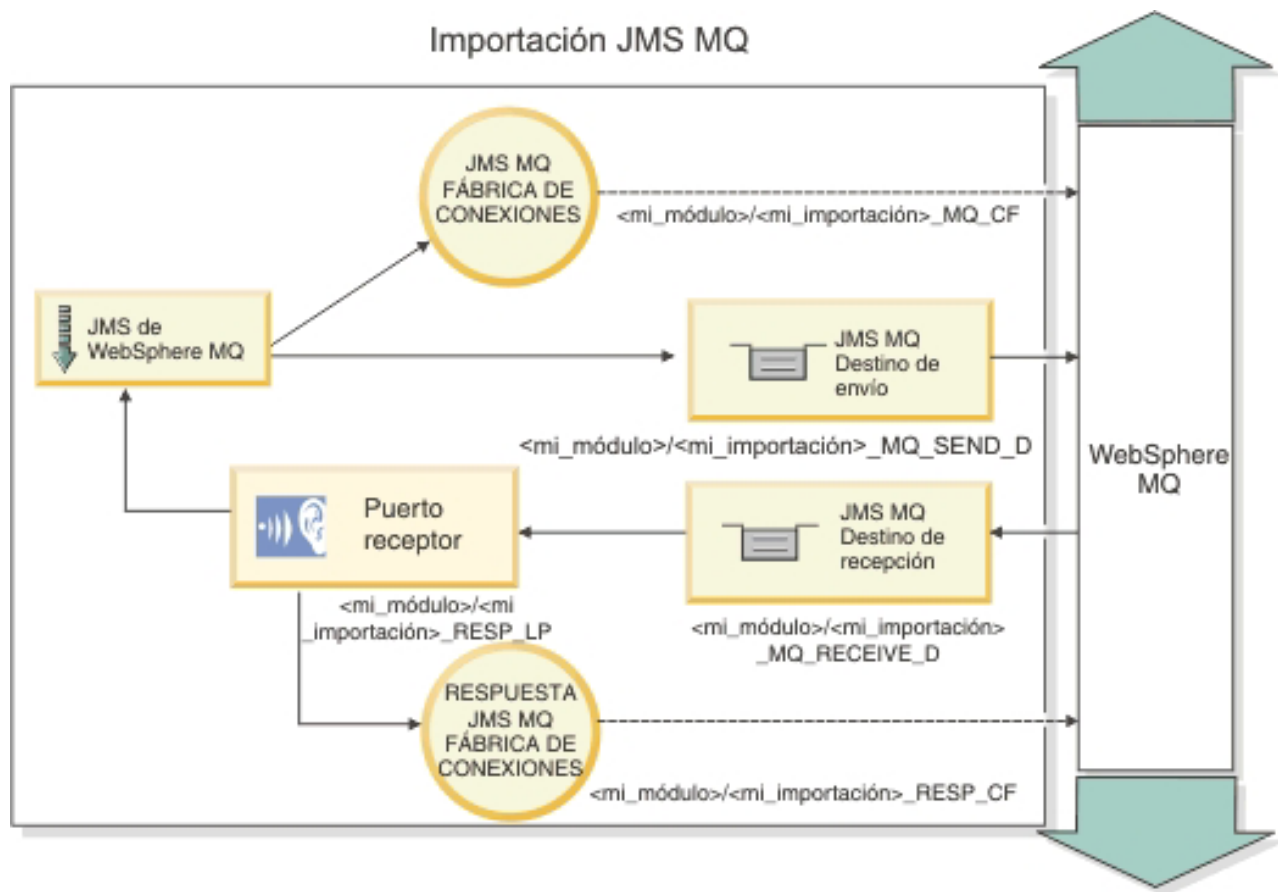 Importación JMS MQ
JMS MQ
FÁBRICA DE
CONEXIONES
<mi_módulo>/<mi_importación>_MQ_CF
JMS de
WebSphere MQ
JMS MQ
Destino de
envío
<mi_módulo>/<mi_importación>_MQ_SEND_D
WebSphere
MQ
Puerto
receptor
JMS MQ
Destino de
recepción
<mi_módulo>/<mi
_importación>_RESP_LP
<mi_módulo>/<mi_importación>
_MQ_RECEIVE_D
RESPUESTA
JMS MQ
FÁBRICA DE
CONEXIONES
<mi_módulo>/<mi_importación>_RESP_CF